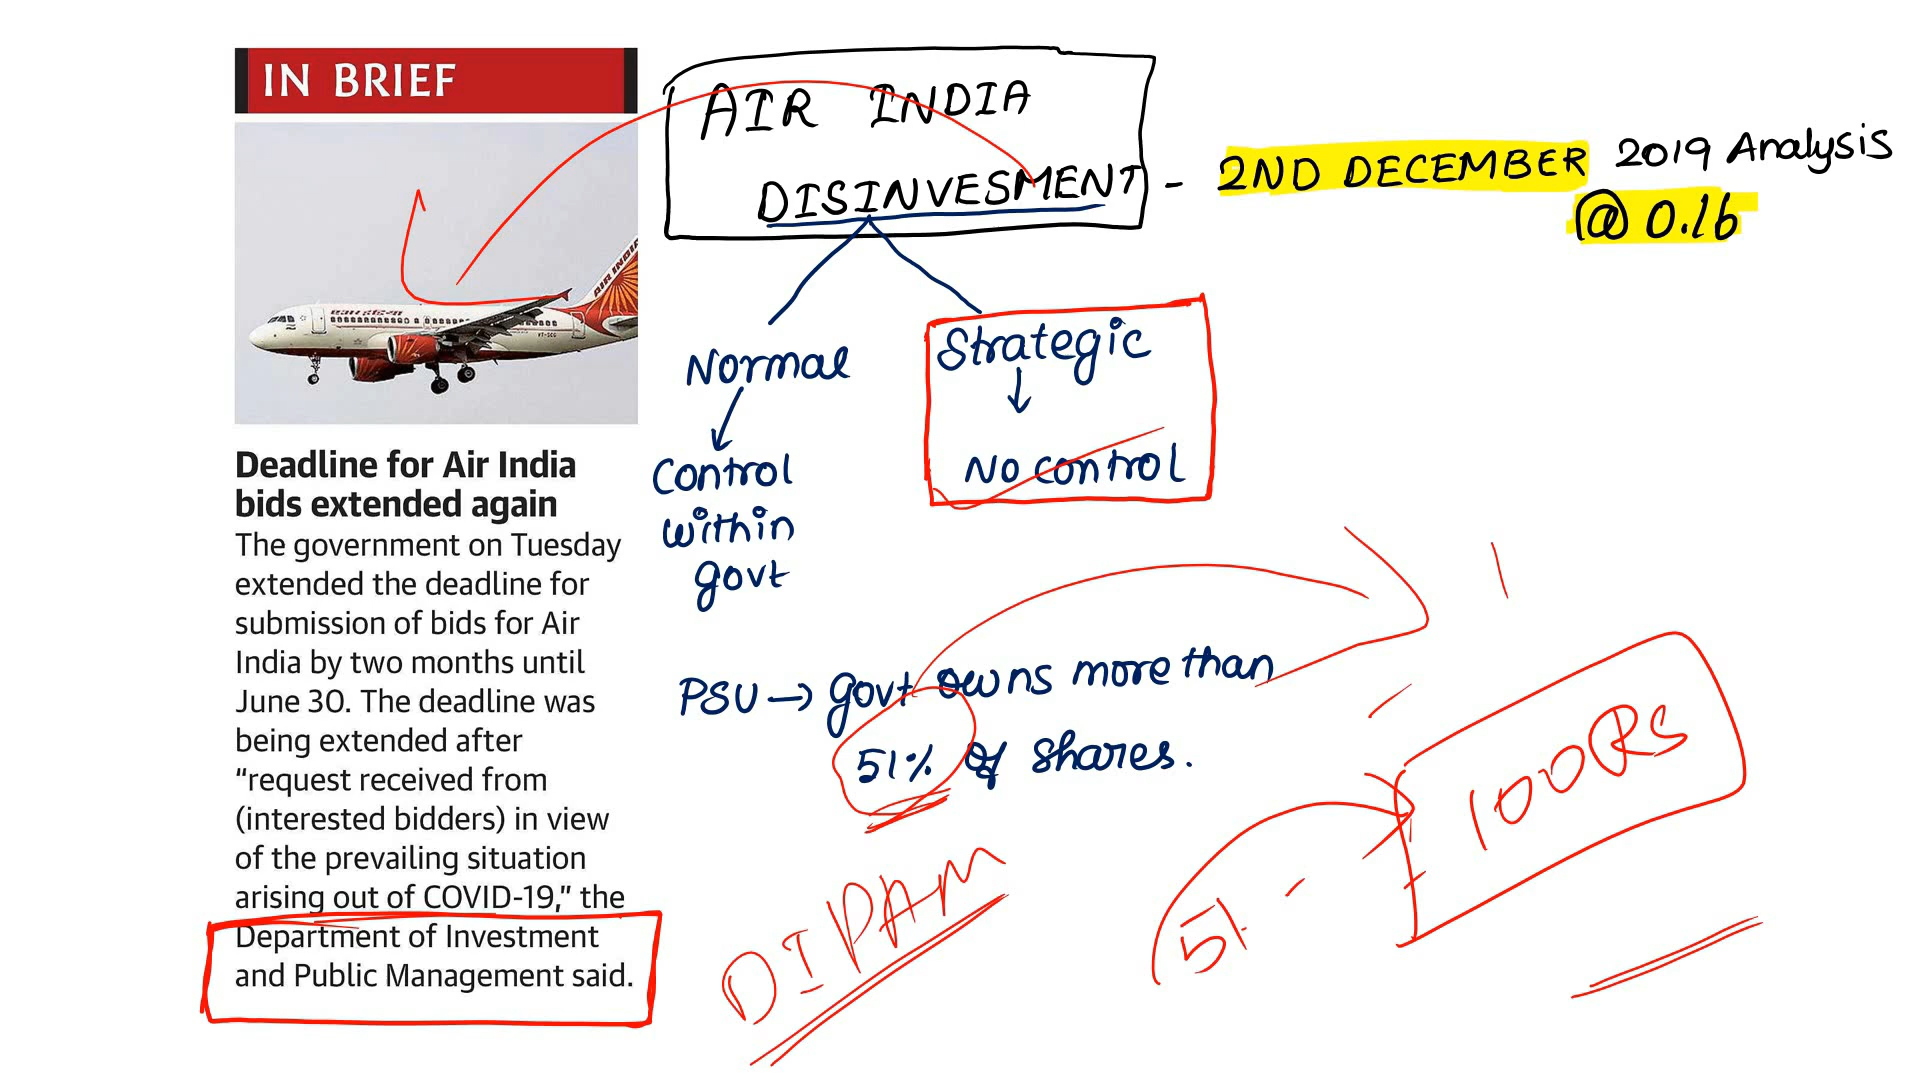 IN BRIEF
AIR INDIA
Deadline for Air India
bids extended again
The government on Tuesday
extended the deadline for
submission of bids for Air
India by two months until
June 30. The deadline was
being extended after
“request received from
(interested bidders) in view
of the prevailing situation
arising out of COVID-19,” the
Department of Investment
and Public Management said.
AIR INDIA
DISINVESMENT - 2ND DECEMBER 2019 Analysis
@ 0.16
Normal
Control
within
govt
Strategic
No control
PSU → govt owns more than
51% of shares.
DIPAM
51
100RS